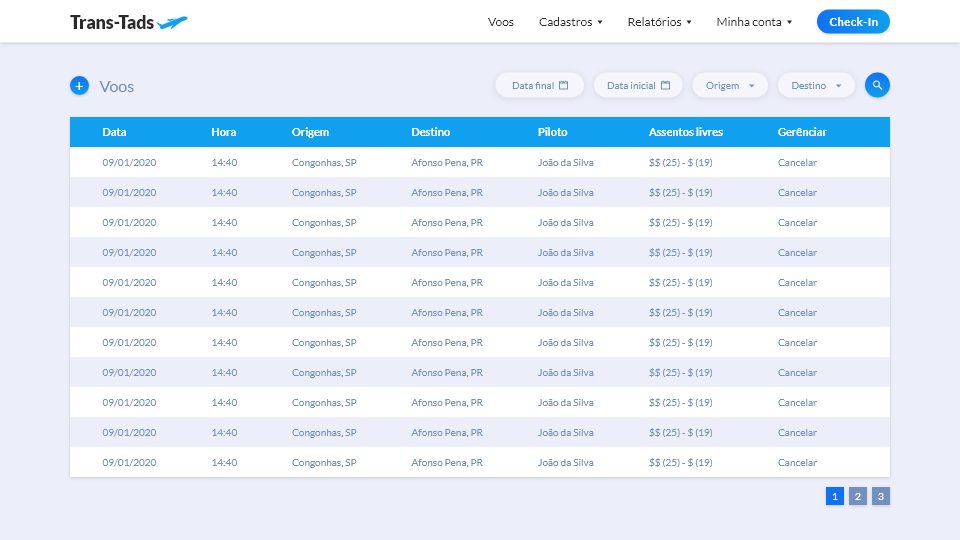 Trans-Tads Voos Cadastros Relatórios Minha conta Check-In
+ Voos Data final Data inicial Origem Destino
Data Hora Origem Destino Piloto Assentos livres Gerênciar
09/01/2020 14:40 Congonhas, SP Afonso Pena, PR João da Silva $$ (25) - $ (19) Cancelar
09/01/2020 14:40 Congonhas, SP Afonso Pena, PR João da Silva $$ (25) - $ (19) Cancelar
09/01/2020 14:40 Congonhas, SP Afonso Pena, PR João da Silva $$ (25) - $ (19) Cancelar
09/01/2020 14:40 Congonhas, SP Afonso Pena, PR João da Silva $$ (25) - $ (19) Cancelar
09/01/2020 14:40 Congonhas, SP Afonso Pena, PR João da Silva $$ (25) - $ (19) Cancelar
09/01/2020 14:40 Congonhas, SP Afonso Pena, PR João da Silva $$ (25) - $ (19) Cancelar
09/01/2020 14:40 Congonhas, SP Afonso Pena, PR João da Silva $$ (25) - $ (19) Cancelar
09/01/2020 14:40 Congonhas, SP Afonso Pena, PR João da Silva $$ (25) - $ (19) Cancelar
09/01/2020 14:40 Congonhas, SP Afonso Pena, PR João da Silva $$ (25) - $ (19) Cancelar
09/01/2020 14:40 Congonhas, SP Afonso Pena, PR João da Silva $$ (25) - $ (19) Cancelar
09/01/2020 14:40 Congonhas, SP Afonso Pena, PR João da Silva $$ (25) - $ (19) Cancelar
1 2 3